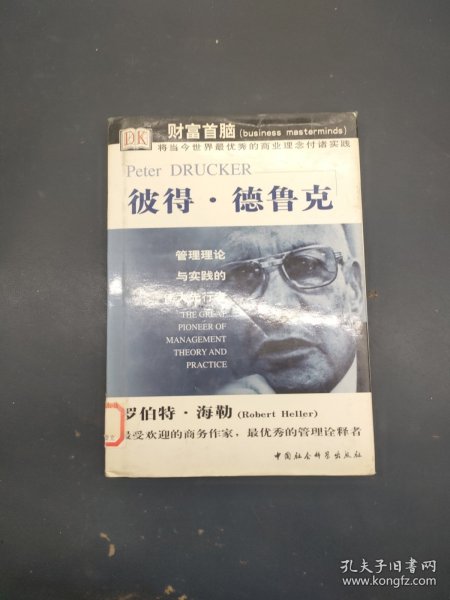 DK
财富首脑 (business masterminds)
将当今世界最优秀的商业理念付诸实践
Peter DRUCKER
彼得·德鲁克
管理理论
与实践的
先行者
THE GREAT
PIONEER OF
MANAGEMENT
THEORY AND
PRACTICE
罗伯特·海勒 (Robert Heller)
最受欢迎的商务作家，最优秀的管理诠释者
中国社会科学出版社
孔夫子旧书网
www.kongfz.com